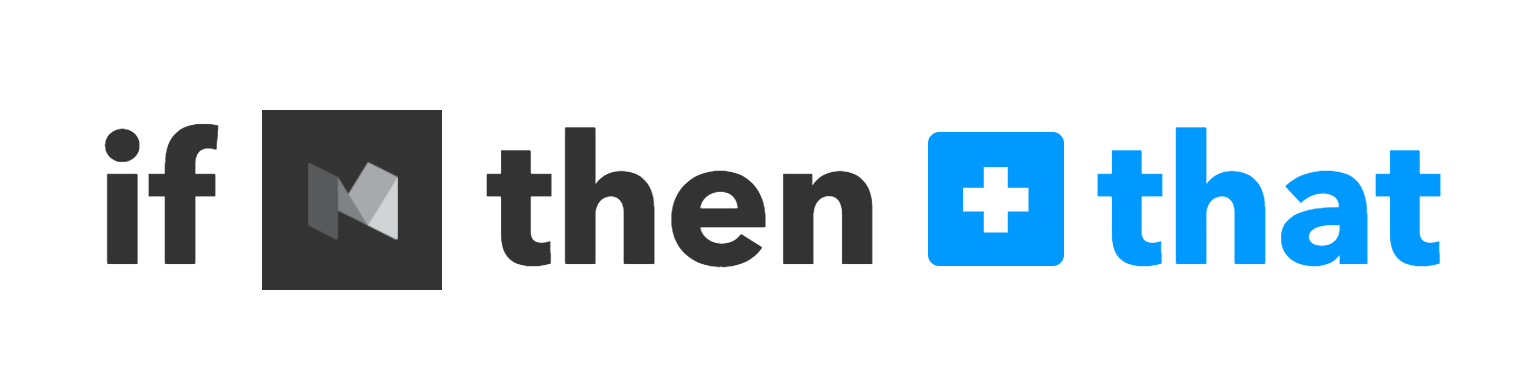 if M then + that